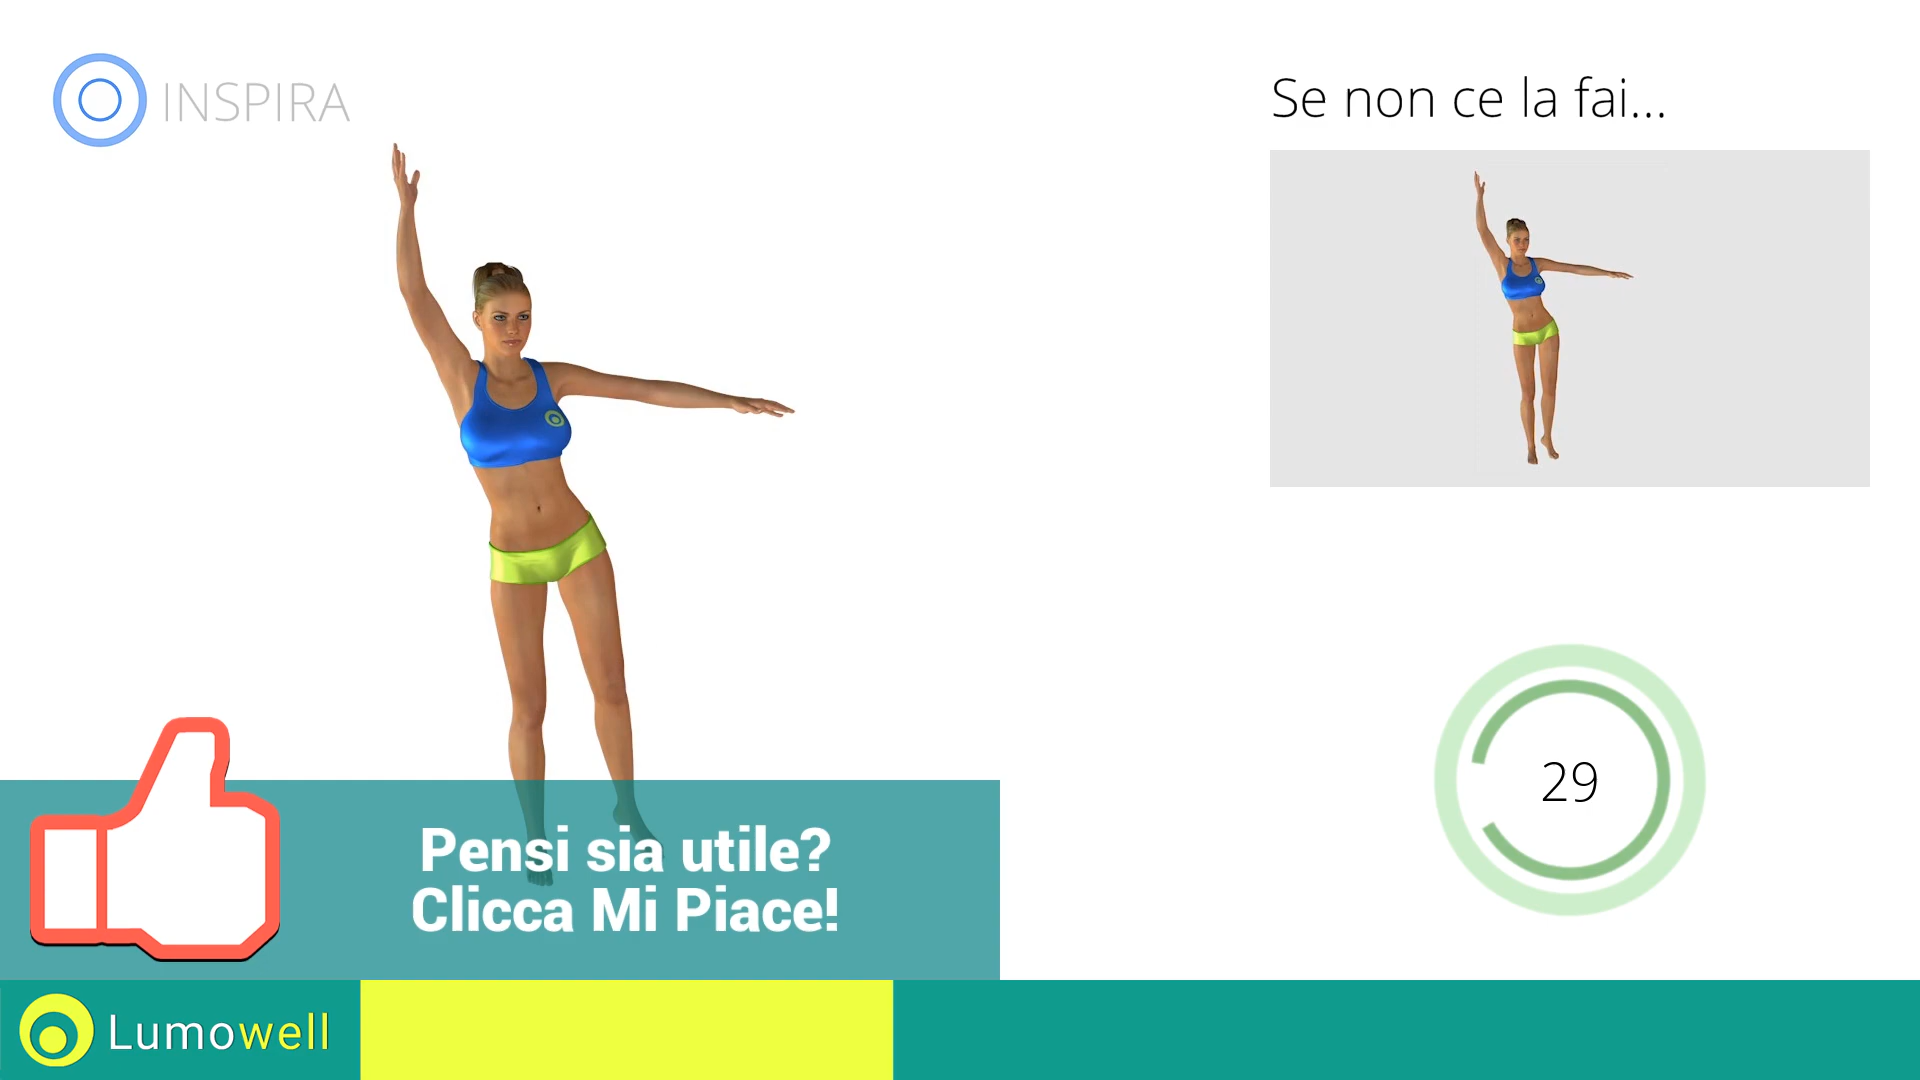 INSPIRA
Se non ce la fai...
29
Pensi sia utile?
Clicca Mi Piace!
Lumowell